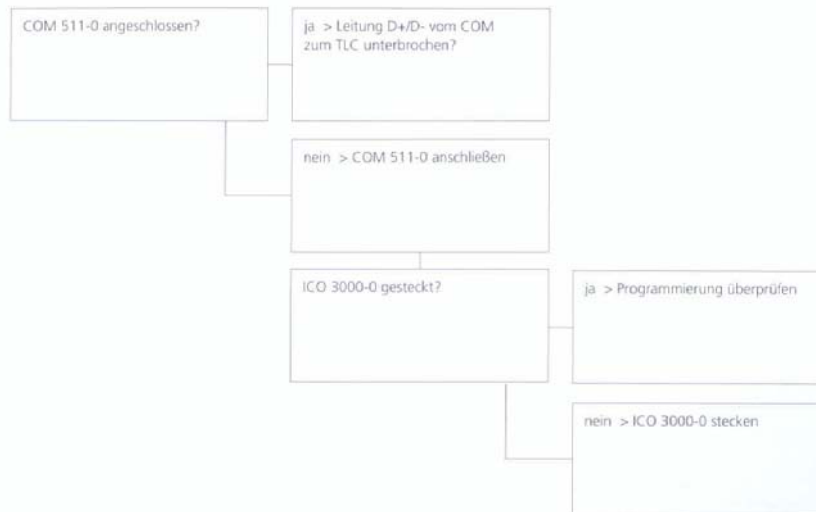 COM 511-0 angeschlossen?
ja > Leitung D+/D- vom COM
zum TLC unterbrochen?
nein > COM 511-0 anschließen
ICO 3000-0 gesteckt?
ja > Programmierung überprüfen
nein > ICO 3000-0 stecken